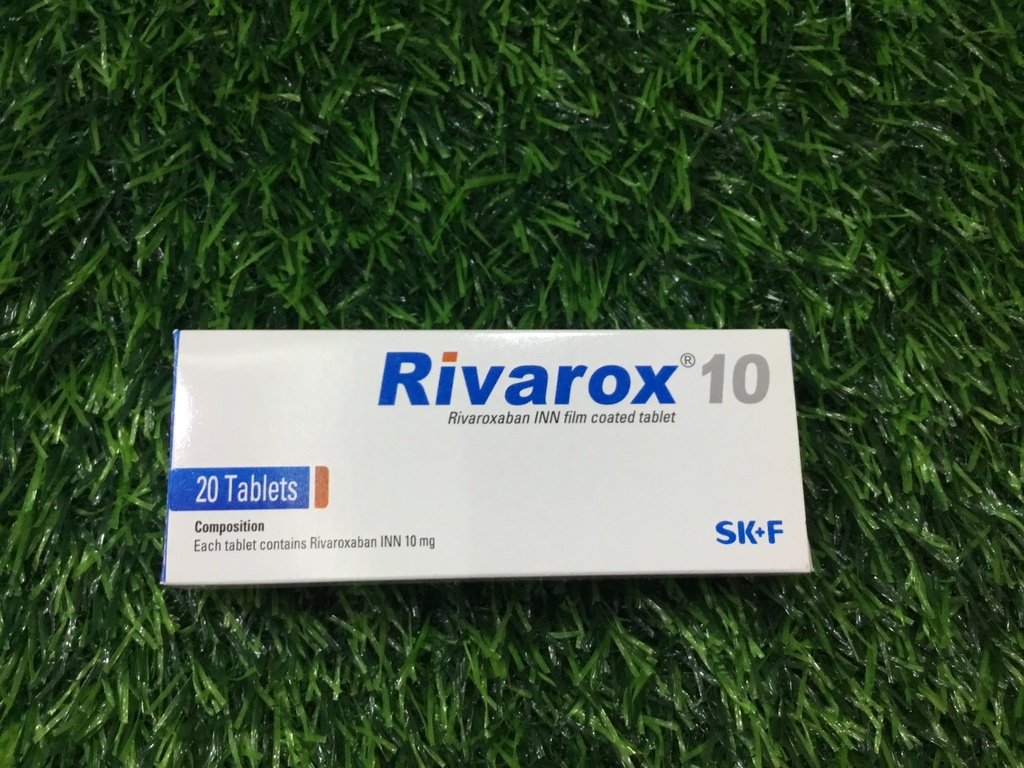 Rivarox® 10
Rivaroxaban INN film coated tablet
20 Tablets
Composition
Each tablet contains Rivaroxaban INN 10 mg
SK+F